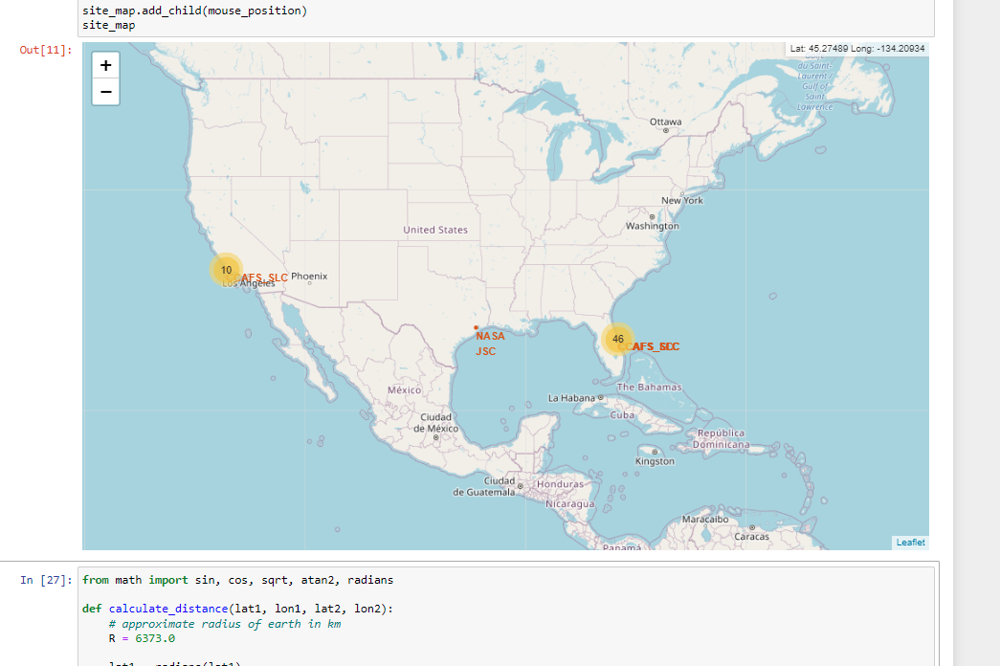 site_map.add_child(mouse_position)
site_map
Out[11]:
+
−
Lat: 45.27489 Long: -134.20934
Golfe
du Saint-
Laurent /
Gulf of
Saint
Lawrence
Ottawa
New York
Washington
United States
10
AFS_SLC
Los Angeles
Phoenix
NASA
JSC
46
CAFS_SLC
México
Ciudad
de México
La Habana
The Bahamas
Cuba
República
Dominicana
Kingston
Ciudad
de Guatemala
Honduras
Nicaragua
Maracaibo
Caracas
Panamá
Leaflet
In [27]:
from math import sin, cos, sqrt, atan2, radians
def calculate_distance(lat1, lon1, lat2, lon2):
# approximate radius of earth in km
R = 6373.0